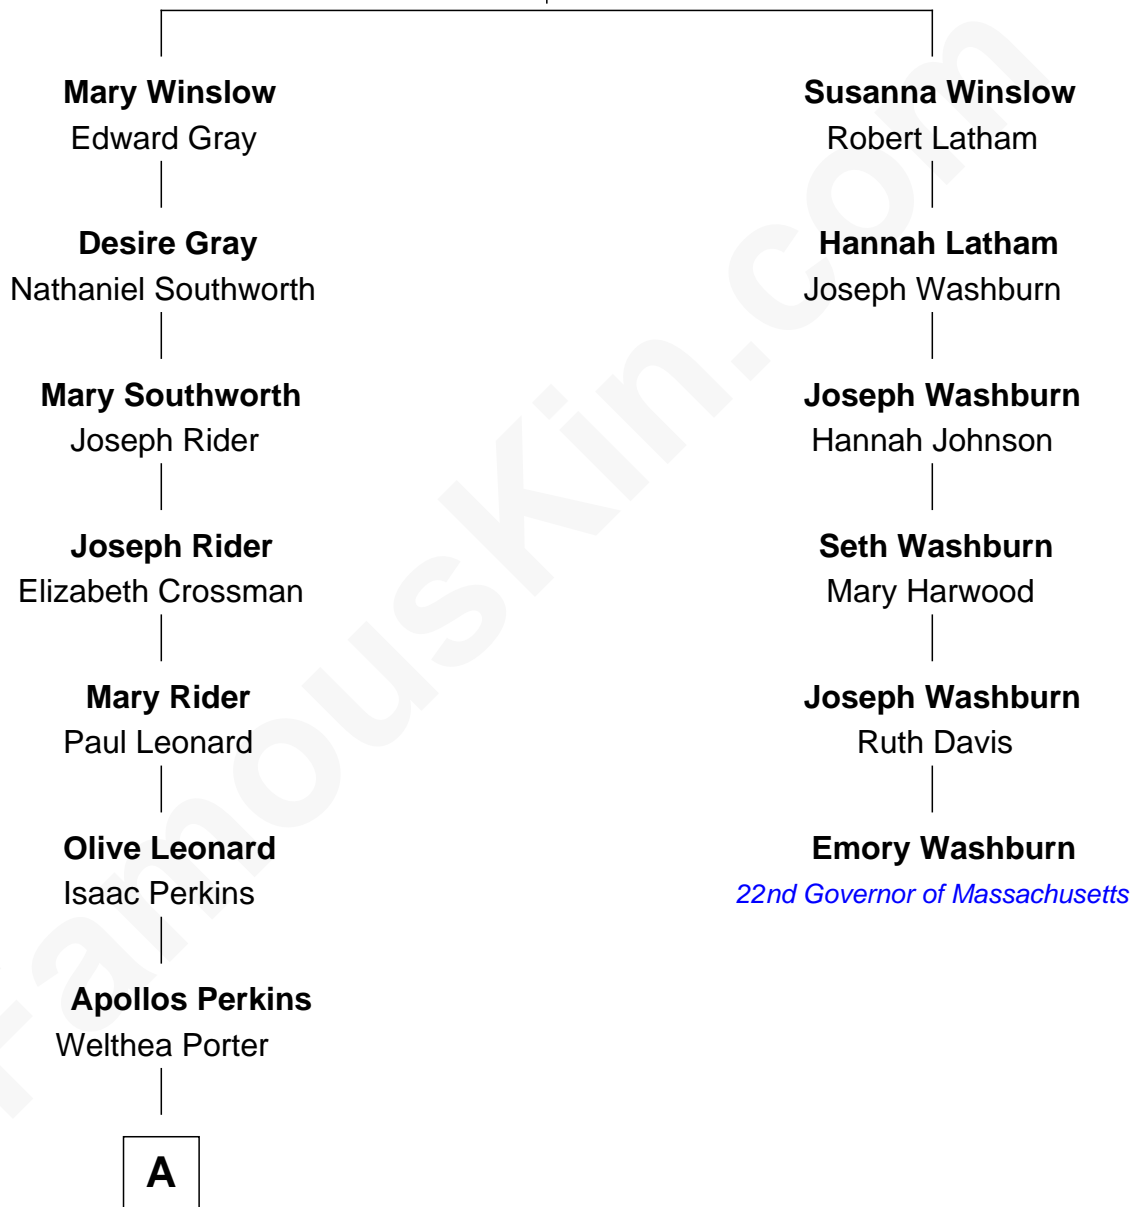 Mary Winslow
Edward Gray
Desire Gray
Nathaniel Southworth
Mary Southworth
Joseph Rider
Joseph Rider
Elizabeth Crossman
Mary Rider
Paul Leonard
Olive Leonard
Isaac Perkins
Apollos Perkins
Welthea Porter
A
Susanna Winslow
Robert Latham
Hannah Latham
Joseph Washburn
Joseph Washburn
Hannah Johnson
Seth Washburn
Mary Harwood
Joseph Washburn
Ruth Davis
Emory Washburn
22nd Governor of Massachusetts
FamousKin.com